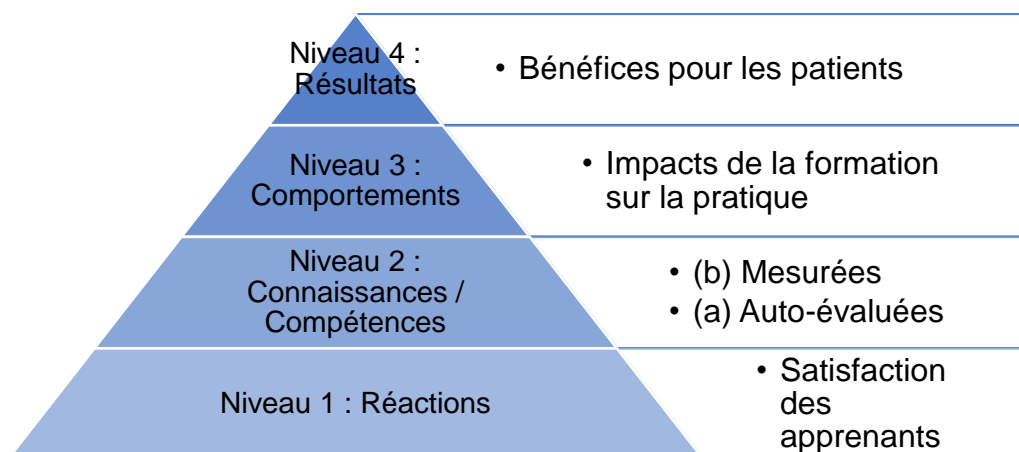 Niveau 4 :
Résultats
• Bénéfices pour les patients
Niveau 3 :
Comportements
• Impacts de la formation
sur la pratique
Niveau 2 :
Connaissances /
Compétences
• (b) Mesurées
• (a) Auto-évaluées
Niveau 1 : Réactions
• Satisfaction
des
apprenants